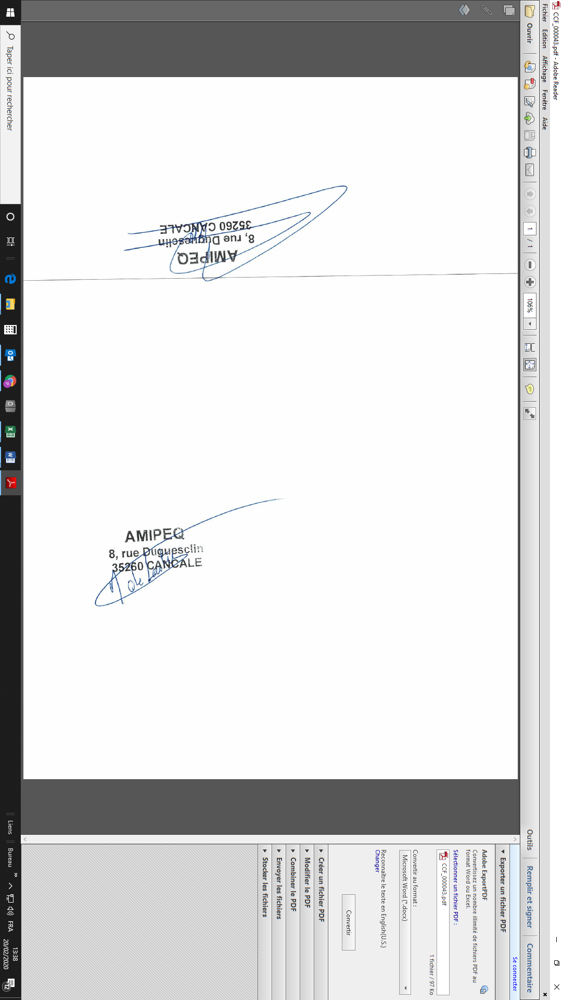 CCF_000043.pdf - Adobe Reader
Fichier Edition Affichage Fenêtre Aide
Ouvrir
1 / 1
106%
Outils
Remplir et signer
Commentaire
Se connecter
Exporter un fichier PDF
Adobe ExportPDF
Convertissez un nombre illimité de fichiers PDF au
format Word ou Excel.
Sélectionner un fichier PDF :
CCF_000043.pdf
1 fichier / 97 Ko
Convertir au format :
Microsoft Word (*.docx)
Reconnaître le texte en English(U.S.)
Changer
Convertir
Créer un fichier PDF
Modifier le PDF
Combiner le PDF
Envoyer les fichiers
Stocker les fichiers
AMIPEQ
8, rue Duguesclin
35260 CANCALE
AMIPEQ
8, rue Duguesclin
35260 CANCALE
Taper ici pour rechercher
Liens
Bureau
FRA
13:38
20/02/2020
12